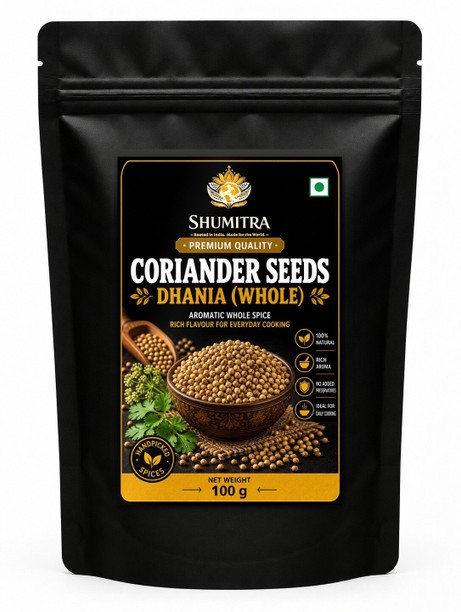 SHUMITRA
Rooted in India. Made for the World.
PREMIUM QUALITY
CORIANDER SEEDS
DHANIA (WHOLE)
AROMATIC WHOLE SPICE
RICH FLAVOUR FOR EVERYDAY COOKING
100%
NATURAL
RICH
AROMA
NO ADDED
PRESERVATIVES
IDEAL FOR
DAILY COOKING
HANDPICKED
SPICES
NET WEIGHT
100 g